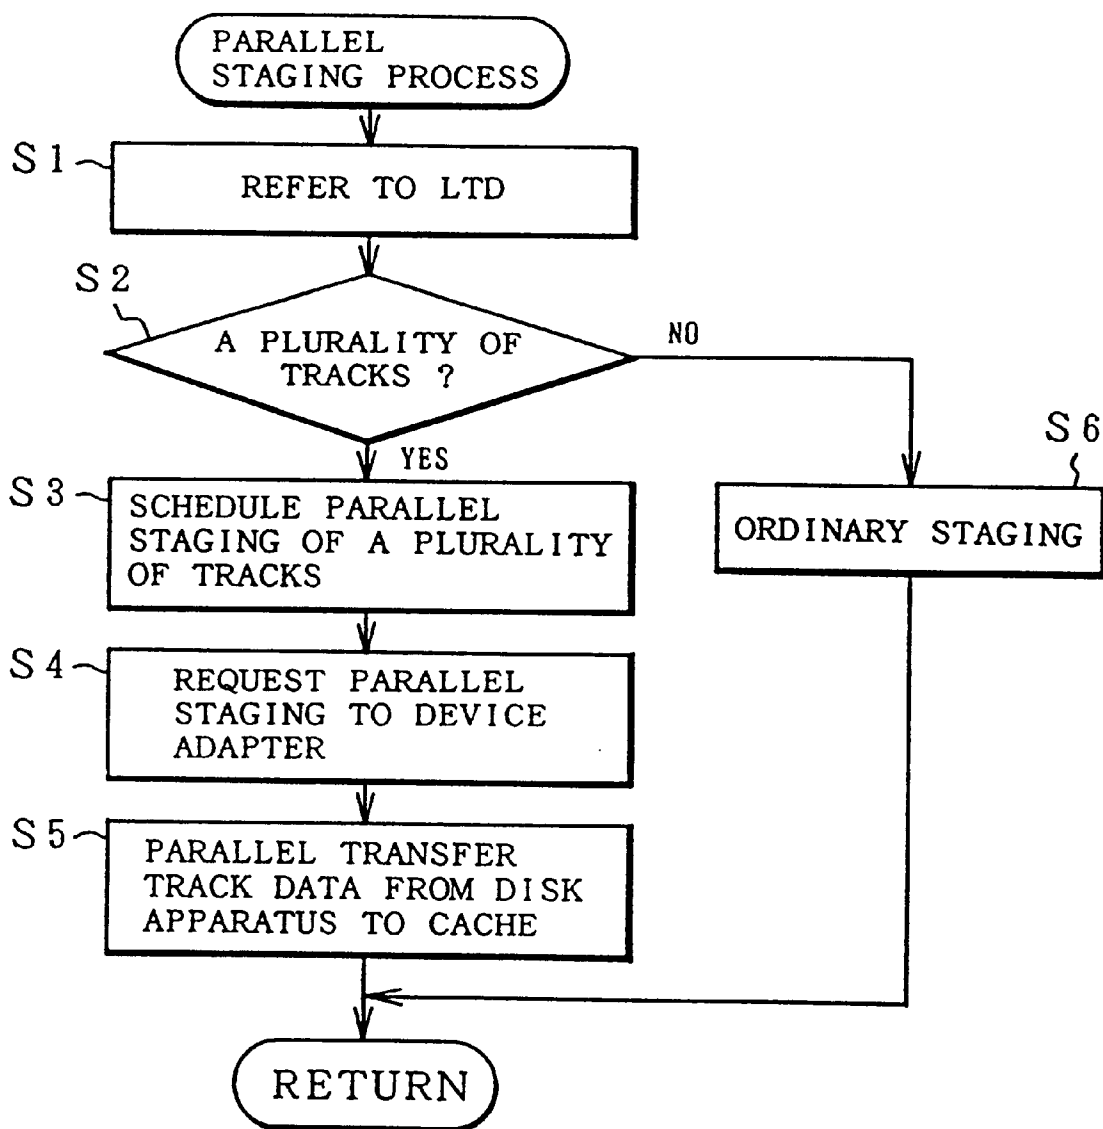 PARALLEL
STAGING PROCESS
S1
REFER TO LTD
S2
A PLURALITY OF
TRACKS ?
NO
YES
S3
SCHEDULE PARALLEL
STAGING OF A PLURALITY
OF TRACKS
S6
ORDINARY STAGING
S4
REQUEST PARALLEL
STAGING TO DEVICE
ADAPTER
S5
PARALLEL TRANSFER
TRACK DATA FROM DISK
APPARATUS TO CACHE
RETURN